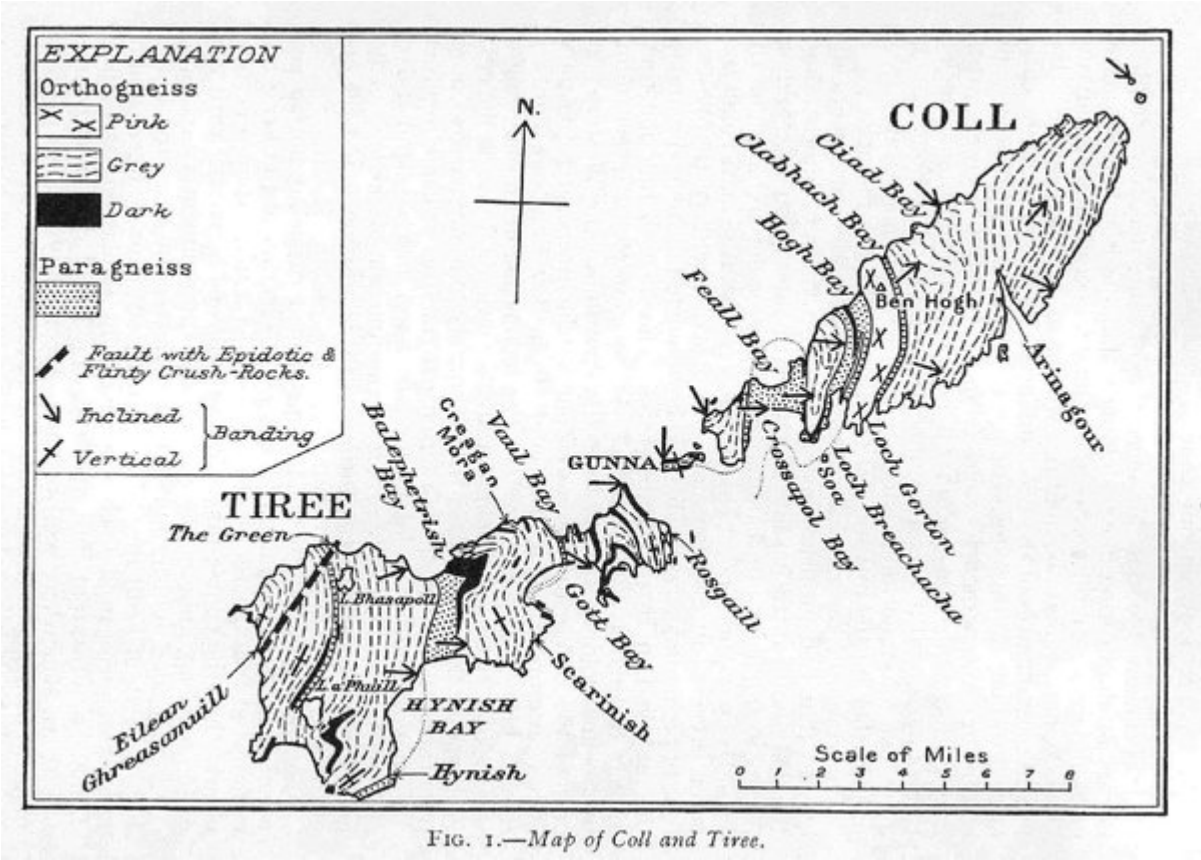 EXPLANATION
Orthogneiss
Pink
Grey
Dark
Paragneiss
Fault with Epidotic &
Flinty Crush-Rocks.
Inclined
Vertical
Banding
N.
COLL
Cliad Bay
Clabhach Bay
Hogh Bay
Feall Bay
Ben Hogh
Arinagour
GUNNA
Crossapol Bay
Soa
Loch Breachacha
Loch Gorton
TIREE
The Green
Balephetrish
Bay
Creagan
Mora
Vaul Bay
L. Bhasapoll
L. a'Phuill
HYNISH
BAY
Hynish
Gott Bay
Rosgaill
Scarinish
Eilean
Ghreasamuill
Scale of Miles
0 1 2 3 4 5 6 7 8
FIG. 1.—Map of Coll and Tiree.